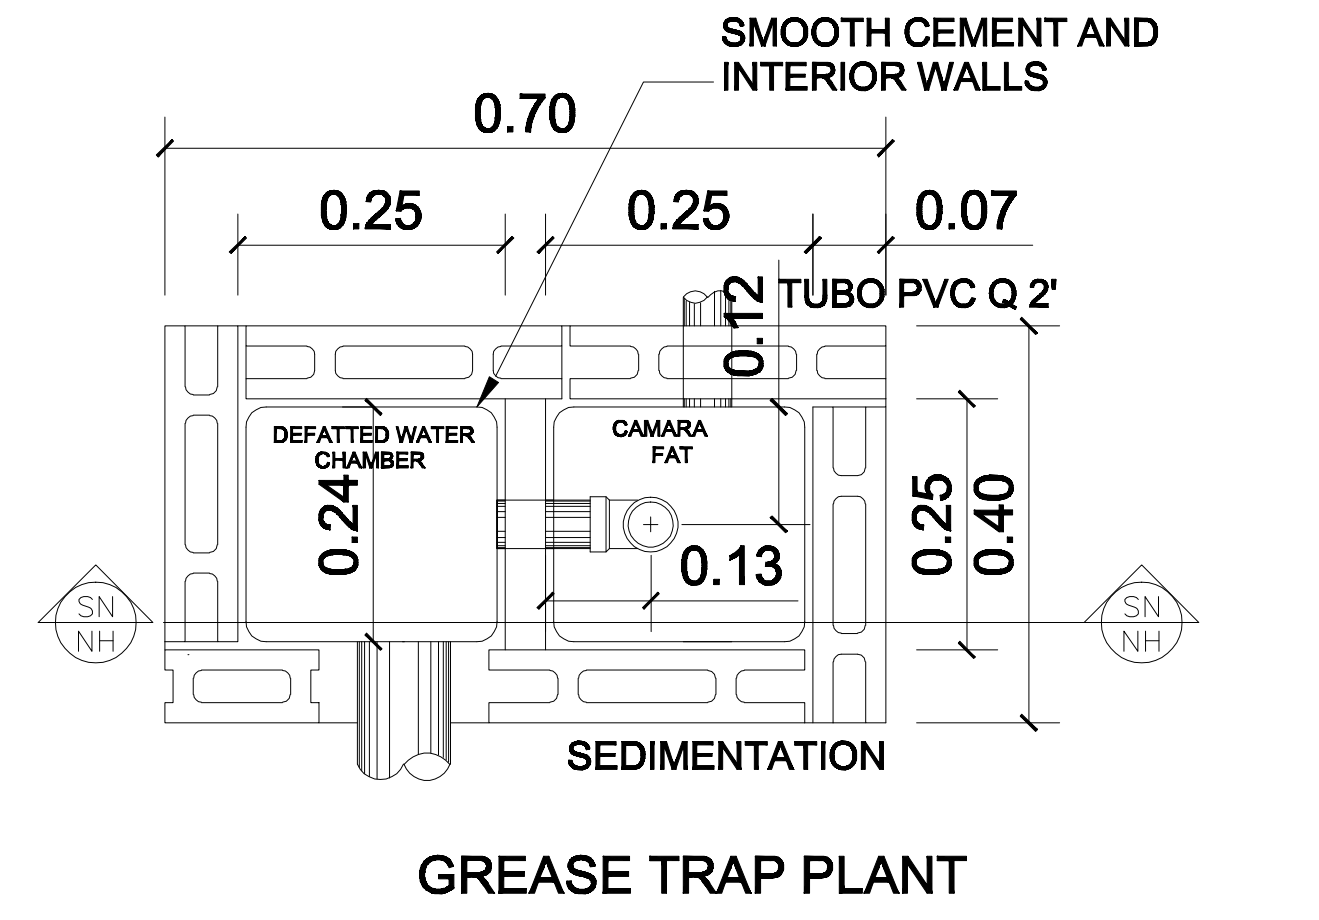 SMOOTH CEMENT AND
INTERIOR WALLS
0.70
0.25
0.25
0.07
0.12
TUBO PVC Q 2'
DEFATTED WATER
CHAMBER
CAMARA
FAT
0.24
0.13
0.25
0.40
SN
NH
SN
NH
SEDIMENTATION
GREASE TRAP PLANT